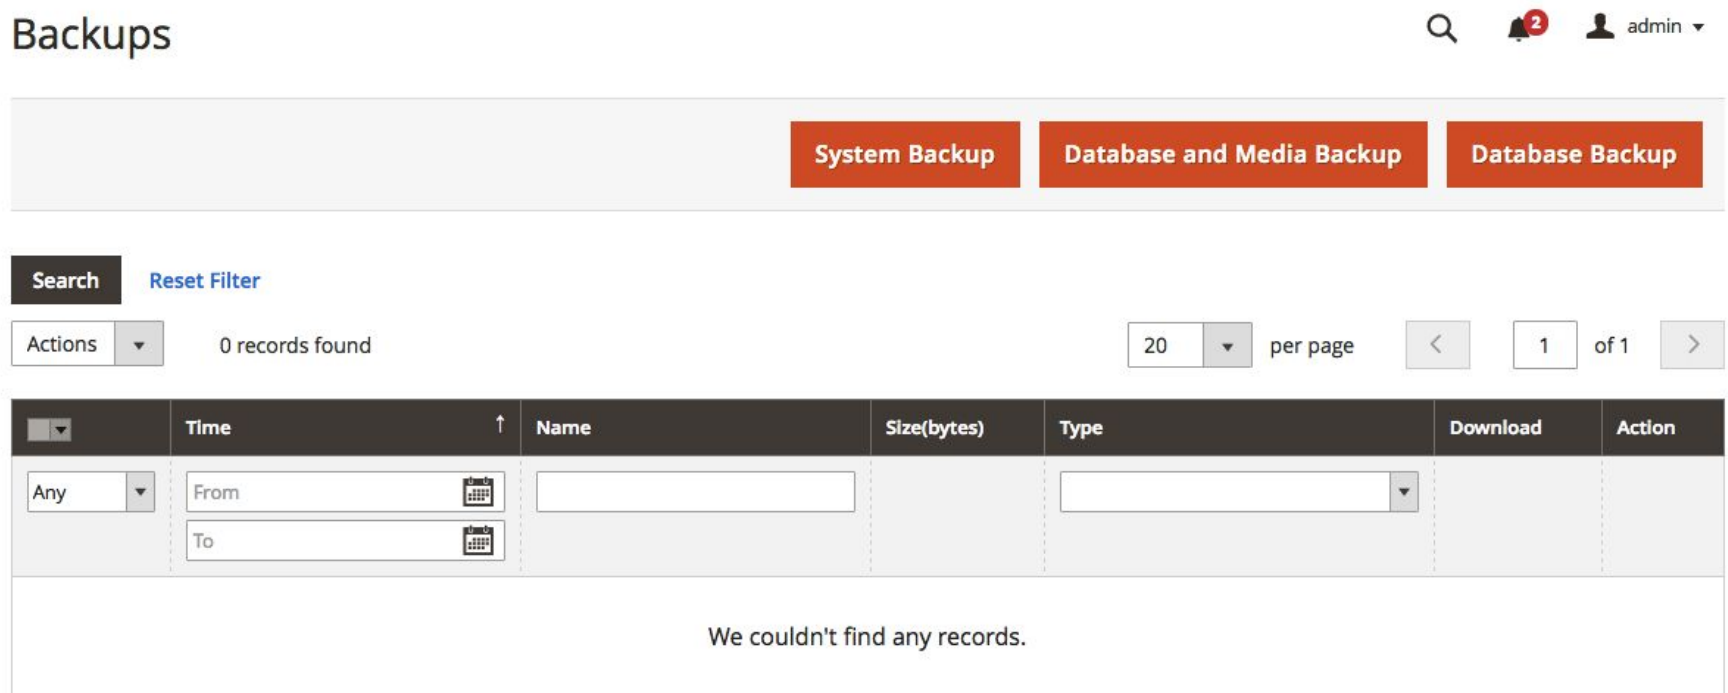 Backups
2
admin
System Backup Database and Media Backup Database Backup
Search Reset Filter
Actions 0 records found 20 per page 1 of 1
Time Name Size(bytes) Type Download Action
Any From
To
We couldn't find any records.